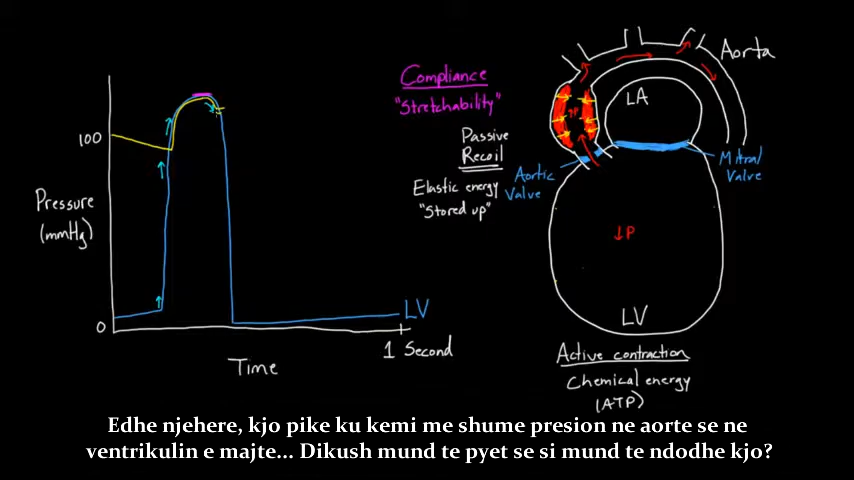 Compliance
"Stretchability"
Passive
Recoil
Elastic energy
"Stored up"
Aortic
Valve
Aorta
LA
Mitral
Valve
↑P
↓P
LV
Active contraction
Chemical energy
(ATP)
100
Pressure
(mmHg)
0
LV
1 Second
Time
Edhe njehere, kjo pike ku kemi me shume presion ne aorte se ne
ventrikulin e majte... Dikush mund te pyet se si mund te ndodhe kjo?